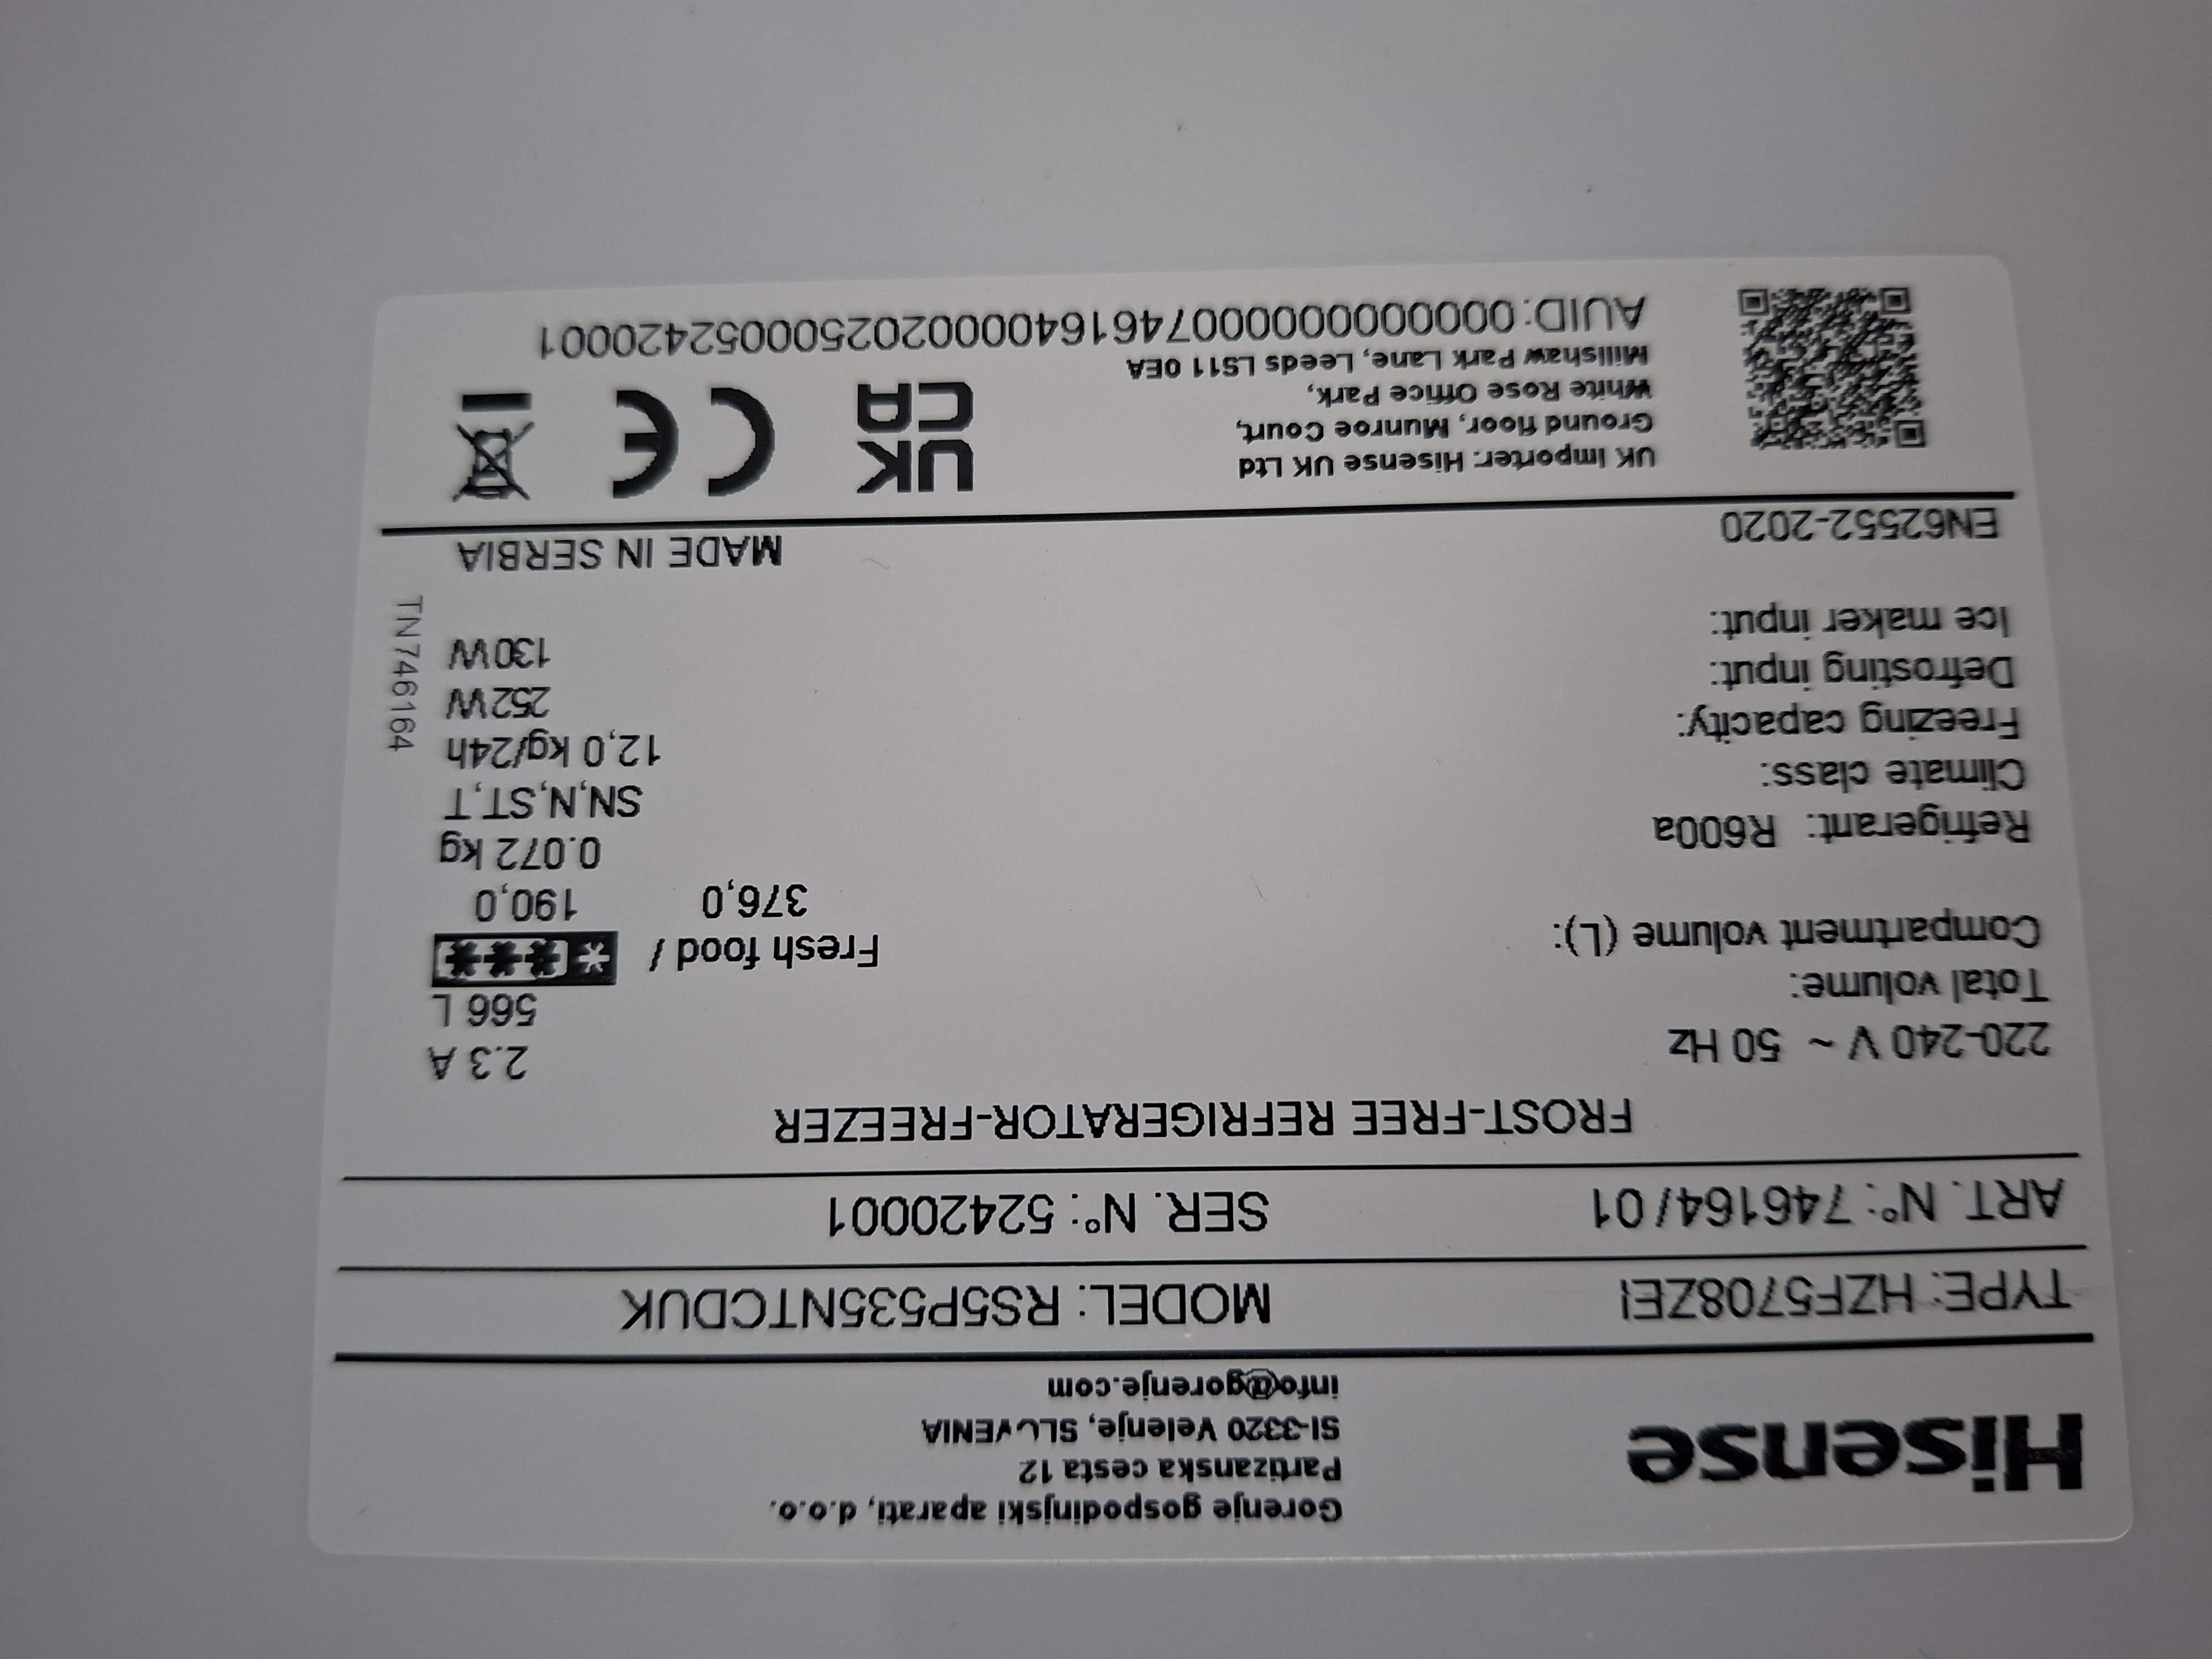 Hisense
Gorenje gospodinjski aparati, d.o.o.
Partizanska cesta 12
SI-3320 Velenje, SLOVENIA
info@gorenje.com
TYPE: HZF5708ZEI MODEL: RS5P535NTCDUK
ART. Nº: 746164/01 SER. Nº: 52420001
FROST-FREE REFRIGERATOR-FREEZER
220-240 V ~ 50 Hz 2.3 A
Total volume: 566 L
Compartment volume (L): Fresh food /
376,0 190,0
Refrigerant: R600a 0.072 kg
Climate class: SN,N,ST,T
Freezing capacity: 12,0 kg/24h
Defrosting input: 252W
Ice maker input: 130W
TN746164
EN62552-2020 MADE IN SERBIA
UK Importer: Hisense UK Ltd
Ground floor, Munroe Court,
White Rose Office Park,
Millshaw Park Lane, Leeds LS11 0EA
UK
CA
CE
AUID: 0000000000007461640000202500052420001